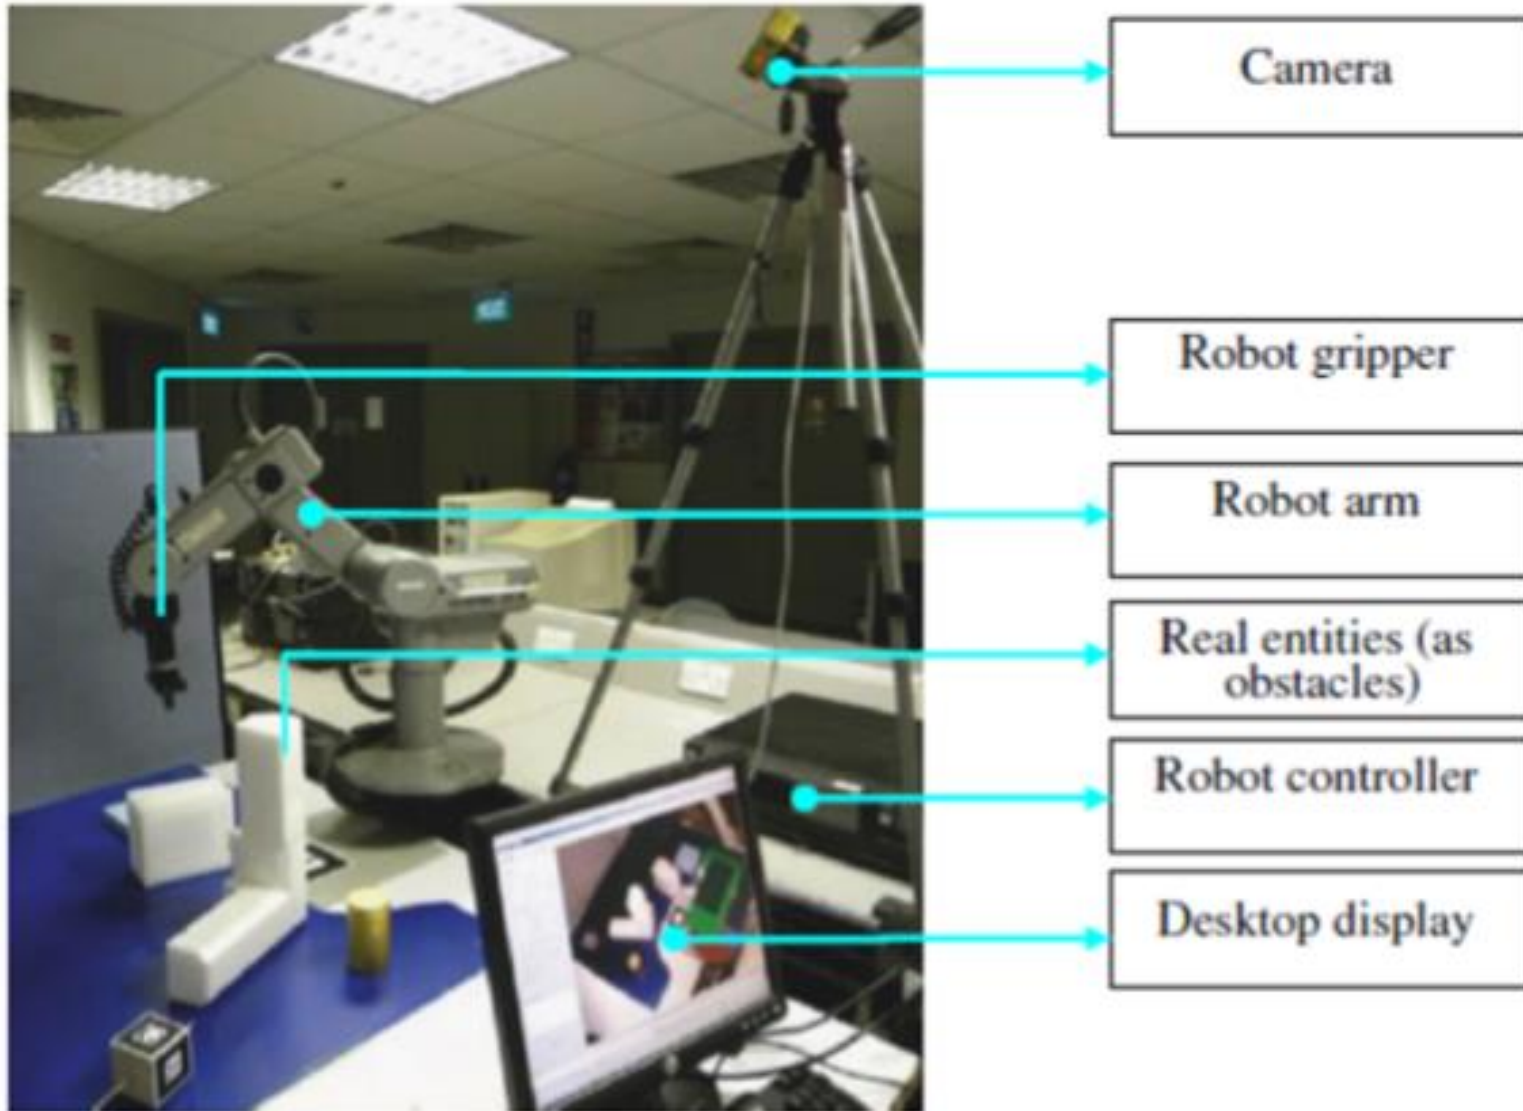 Camera
Robot gripper
Robot arm
Real entities (as
obstacles)
Robot controller
Desktop display